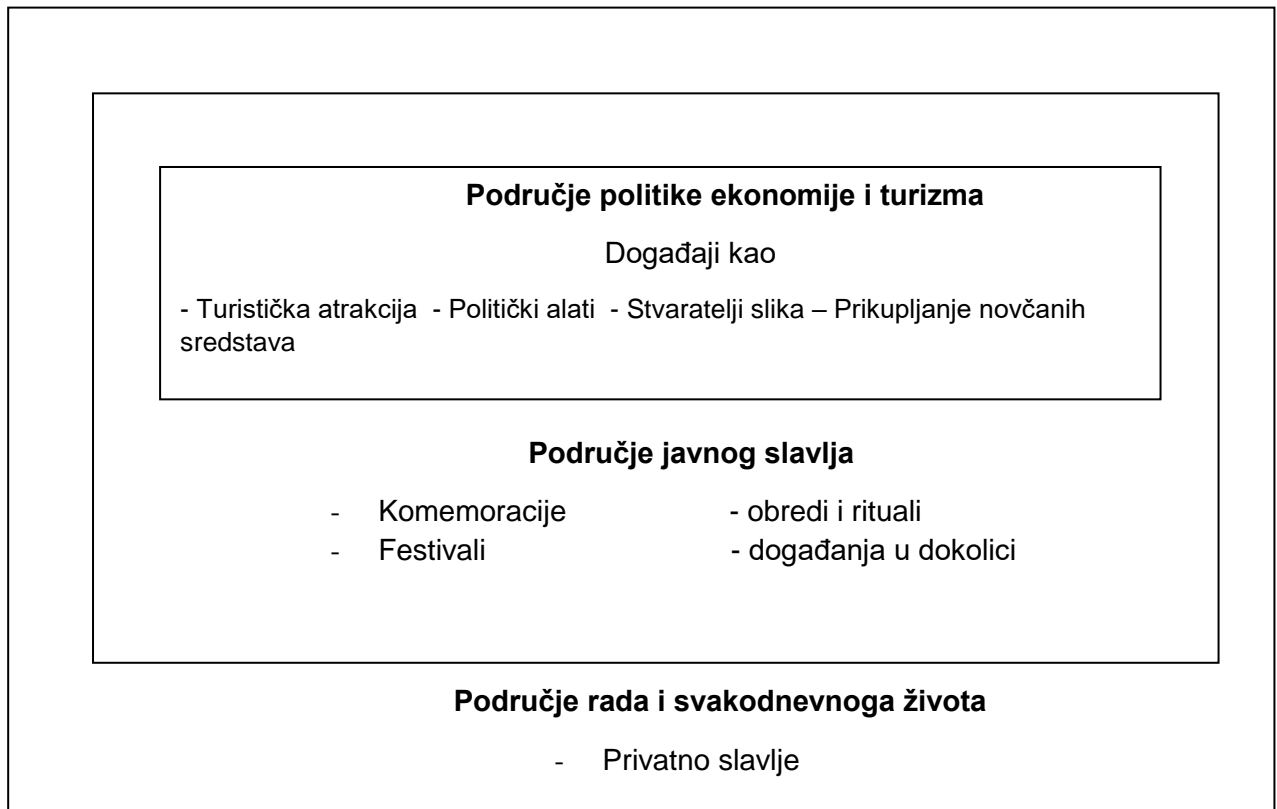 Područje politike ekonomije i turizma
Događaji kao
- Turistička atrakcija - Politički alati - Stvaratelji slika – Prikupljanje novčanih
sredstava
Područje javnog slavlja
- Komemoracije - obredi i rituali
- Festivali - događanja u dokolici
Područje rada i svakodnevnoga života
- Privatno slavlje